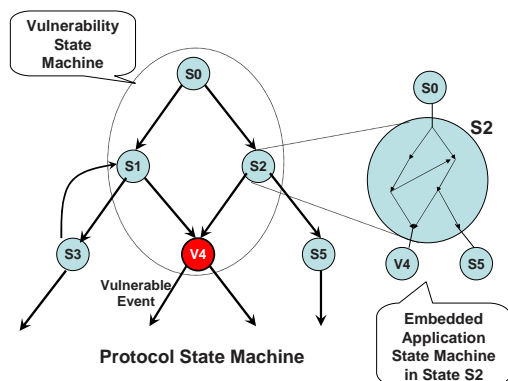 Vulnerability
State
Machine
S0
S0
S2
S1
S2
S3
V4
S5
V4
S5
Vulnerable
Event
Embedded
Application
State Machine
in State S2
Protocol State Machine